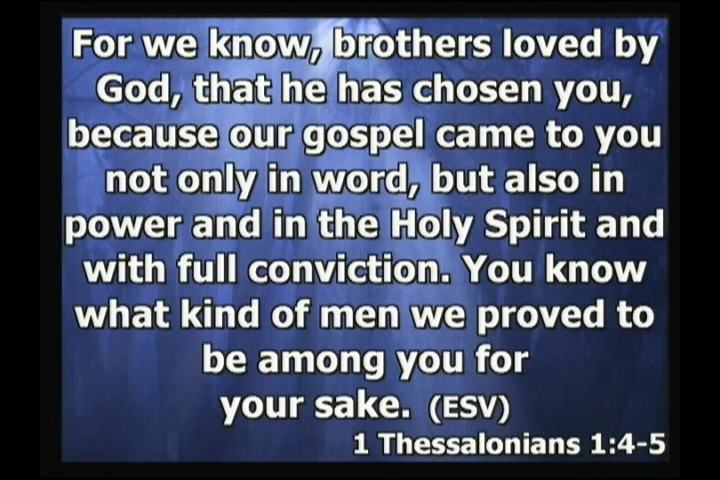 For we know, brothers loved by
God, that he has chosen you,
because our gospel came to you
not only in word, but also in
power and in the Holy Spirit and
with full conviction. You know
what kind of men we proved to
be among you for
your sake. (ESV)
1 Thessalonians 1:4-5